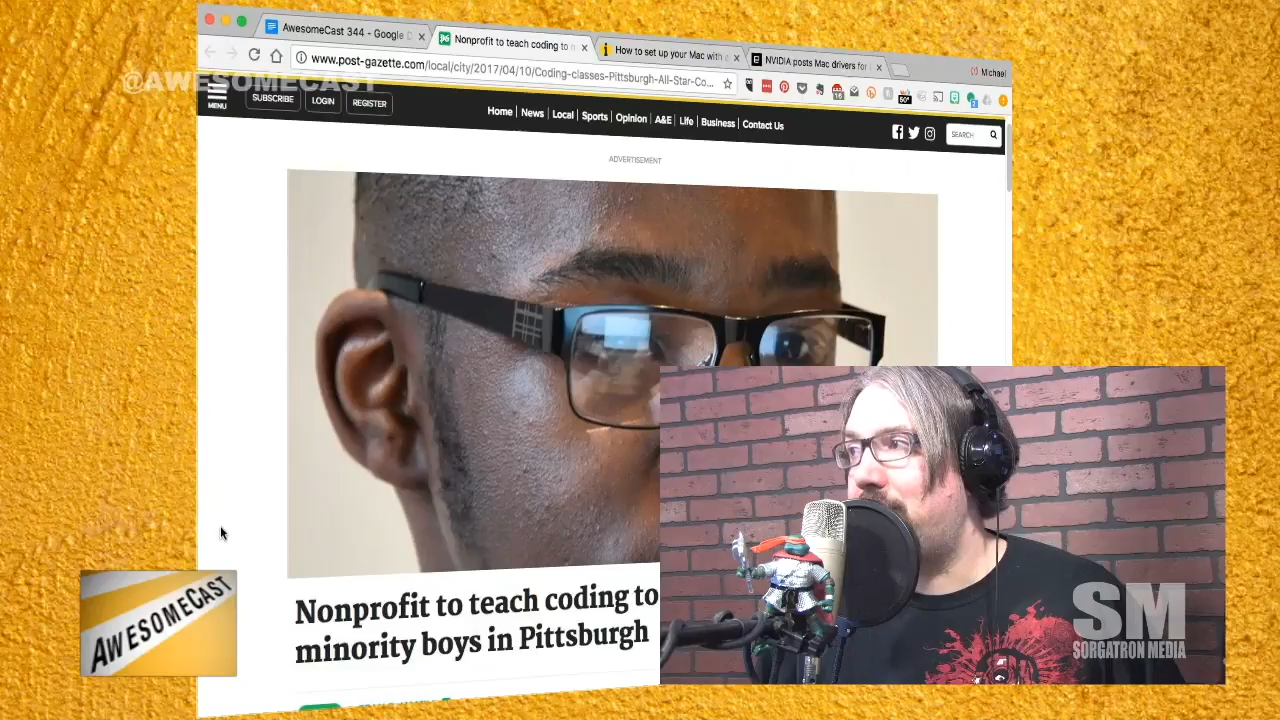 AwesomeCast 344 - Google D
Nonprofit to teach coding to
How to set up your Mac with
NVIDIA posts Mac drivers for
Michael
www.post-gazette.com/local/city/2017/04/10/Coding-classes-Pittsburgh-All-Star-Co...
@AWESOMECAST
MENU
SUBSCRIBE
LOGIN
REGISTER
Home
News
Local
Sports
Opinion
A&E
Life
Business
Contact Us
SEARCH
ADVERTISEMENT
Nonprofit to teach coding to
minority boys in Pittsburgh
AWESOMECAST
SM
SORGATRON MEDIA